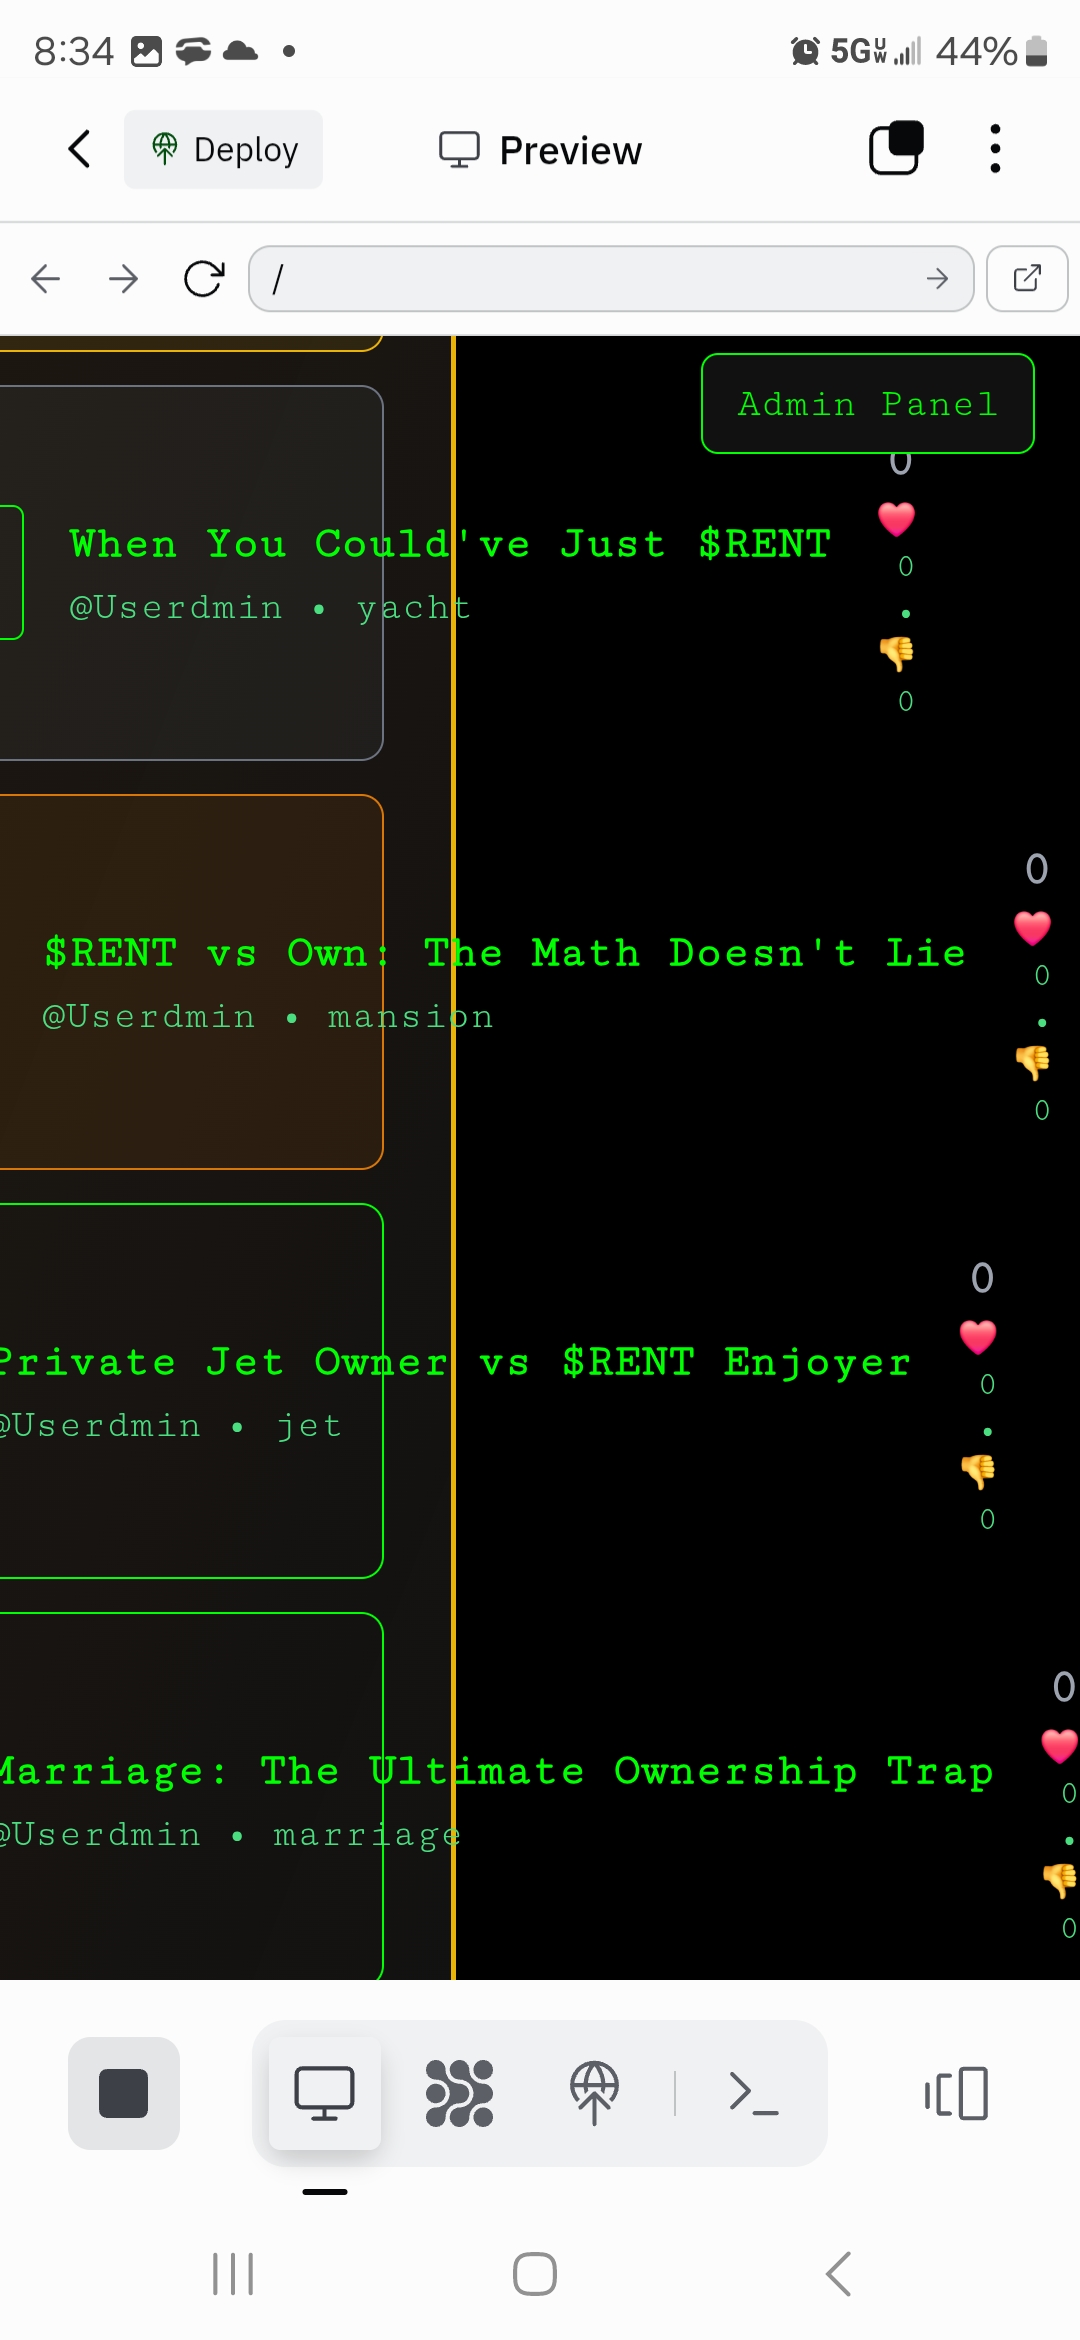 8:34
5G UW 44%
Deploy
Preview
/
Admin Panel
0
When You Could've Just $RENT
0
@Userdmin • yacht
•
0
0
$RENT vs Own: The Math Doesn't Lie
0
@Userdmin • mansion
•
0
0
Private Jet Owner vs $RENT Enjoyer
0
@Userdmin • jet
•
0
0
Marriage: The Ultimate Ownership Trap
0
@Userdmin • marriage
•
0